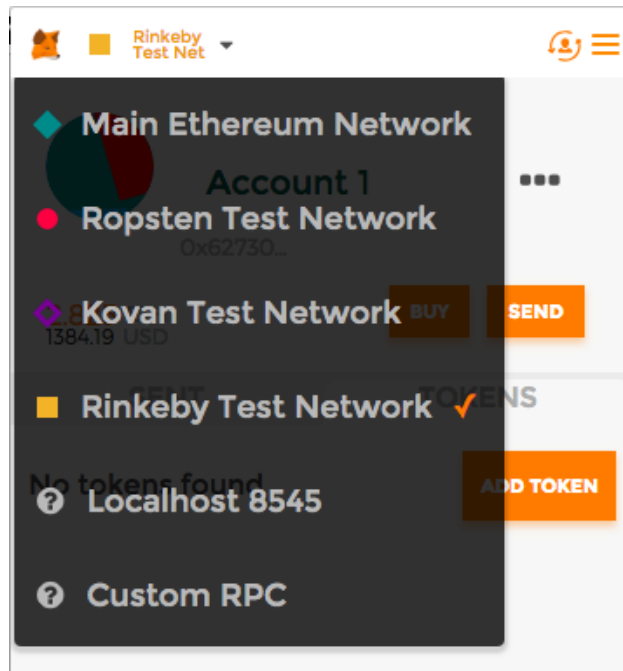 Rinkeby
Test Net
Main Ethereum Network
Account 1
Ropsten Test Network
0x62730...
Kovan Test Network
BUY
SEND
1384.19 USD
SENT
TOKENS
Rinkeby Test Network
No tokens found
ADD TOKEN
Localhost 8545
Custom RPC